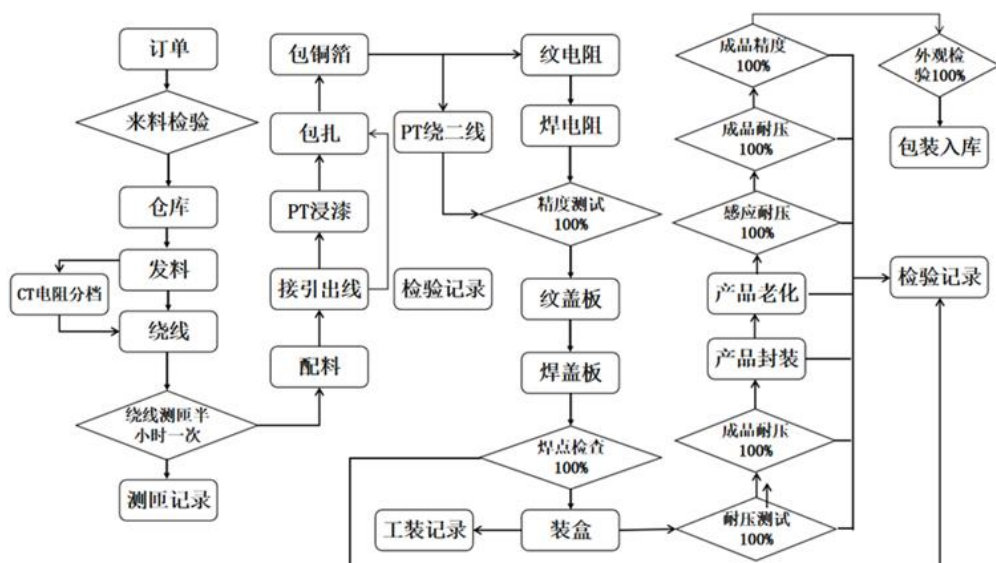 订单
来料检验
仓库
发料
CT电阻分档
绕线
绕线测匝半
小时一次
测匝记录
包铜箔
包扎
PT浸漆
接引出线
配料
PT绕二线
检验记录
纹电阻
焊电阻
精度测试
100%
纹盖板
焊盖板
焊点检查
100%
装盒
工装记录
成品精度
100%
成品耐压
100%
感应耐压
100%
产品老化
产品封装
成品耐压
100%
耐压测试
100%
外观检
验100%
包装入库
检验记录